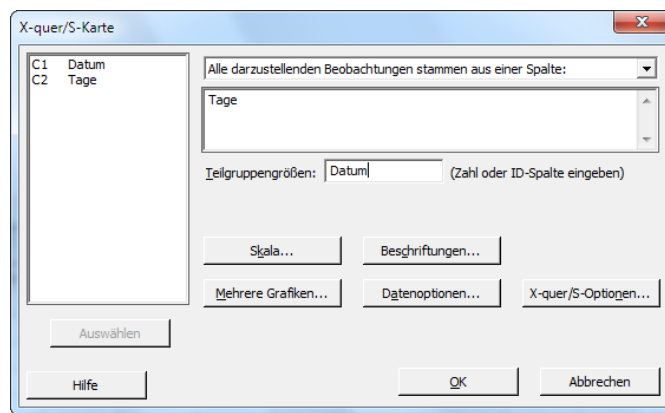 X-quer/S-Karte
C1 Datum
C2 Tage
Alle darzustellenden Beobachtungen stammen aus einer Spalte:
Tage
Teilgruppengrößen: Datum (Zahl oder ID-Spalte eingeben)
Skala... Beschriftungen...
Mehrere Grafiken... Datenoptionen... X-quer/S-Optionen...
Auswählen
Hilfe OK Abbrechen